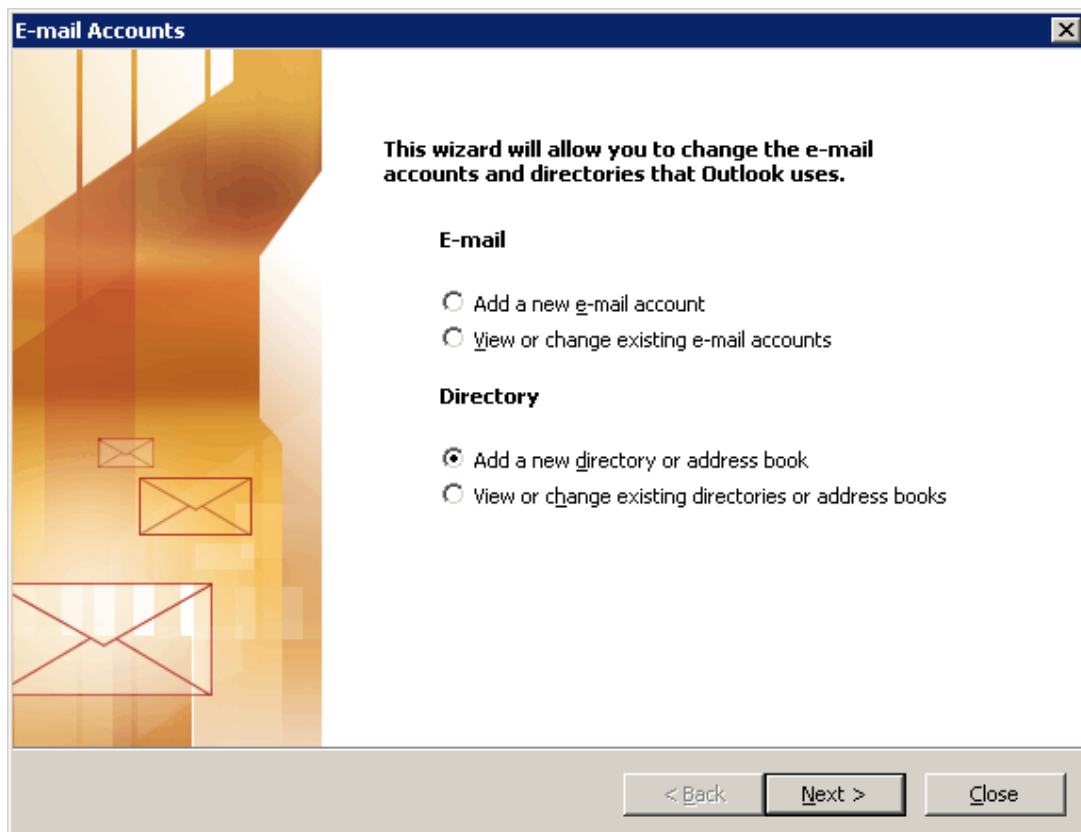 E-mail Accounts
This wizard will allow you to change the e-mail
accounts and directories that Outlook uses.
E-mail
Add a new e-mail account
View or change existing e-mail accounts
Directory
Add a new directory or address book
View or change existing directories or address books
< Back
Next >
Close